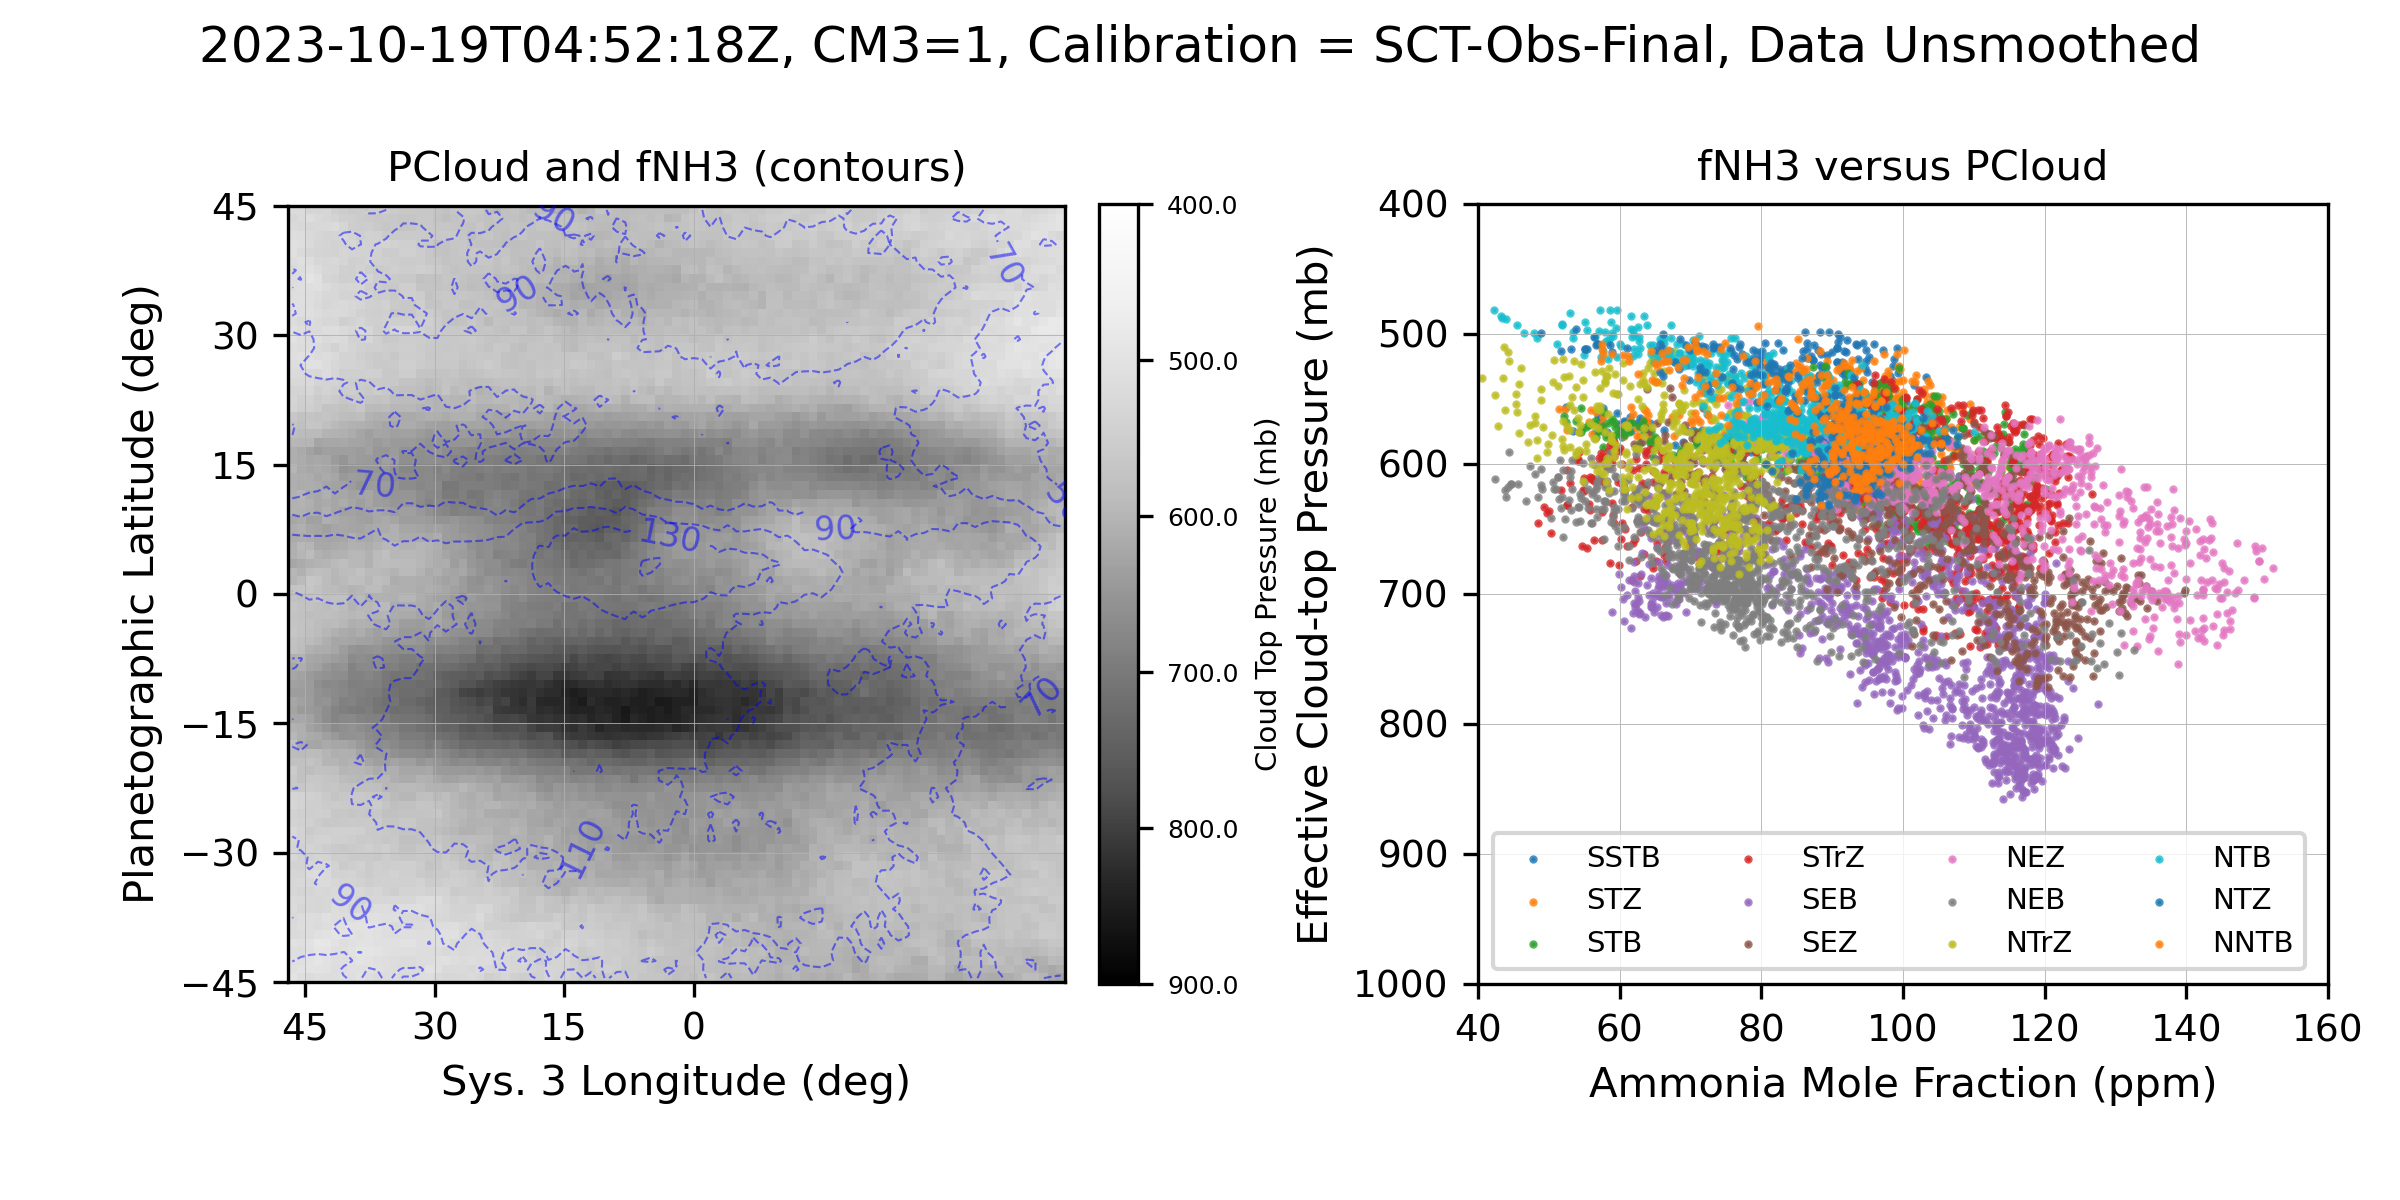 2023-10-19T04:52:18Z, CM3=1, Calibration = SCT-Obs-Final, Data Unsmoothed
PCloud and fNH3 (contours)
45
30
15
0
−15
−30
−45
Planetographic Latitude (deg)
45
30
15
0
Sys. 3 Longitude (deg)
90
70
90
70
130
90
70
110
90
400.0
500.0
600.0
700.0
800.0
900.0
Cloud Top Pressure (mb)
fNH3 versus PCloud
400
500
600
700
800
900
1000
Effective Cloud-top Pressure (mb)
SSTB
STZ
STB
STrZ
SEB
SEZ
NEZ
NEB
NTrZ
NTB
NTZ
NNTB
40
60
80
100
120
140
160
Ammonia Mole Fraction (ppm)